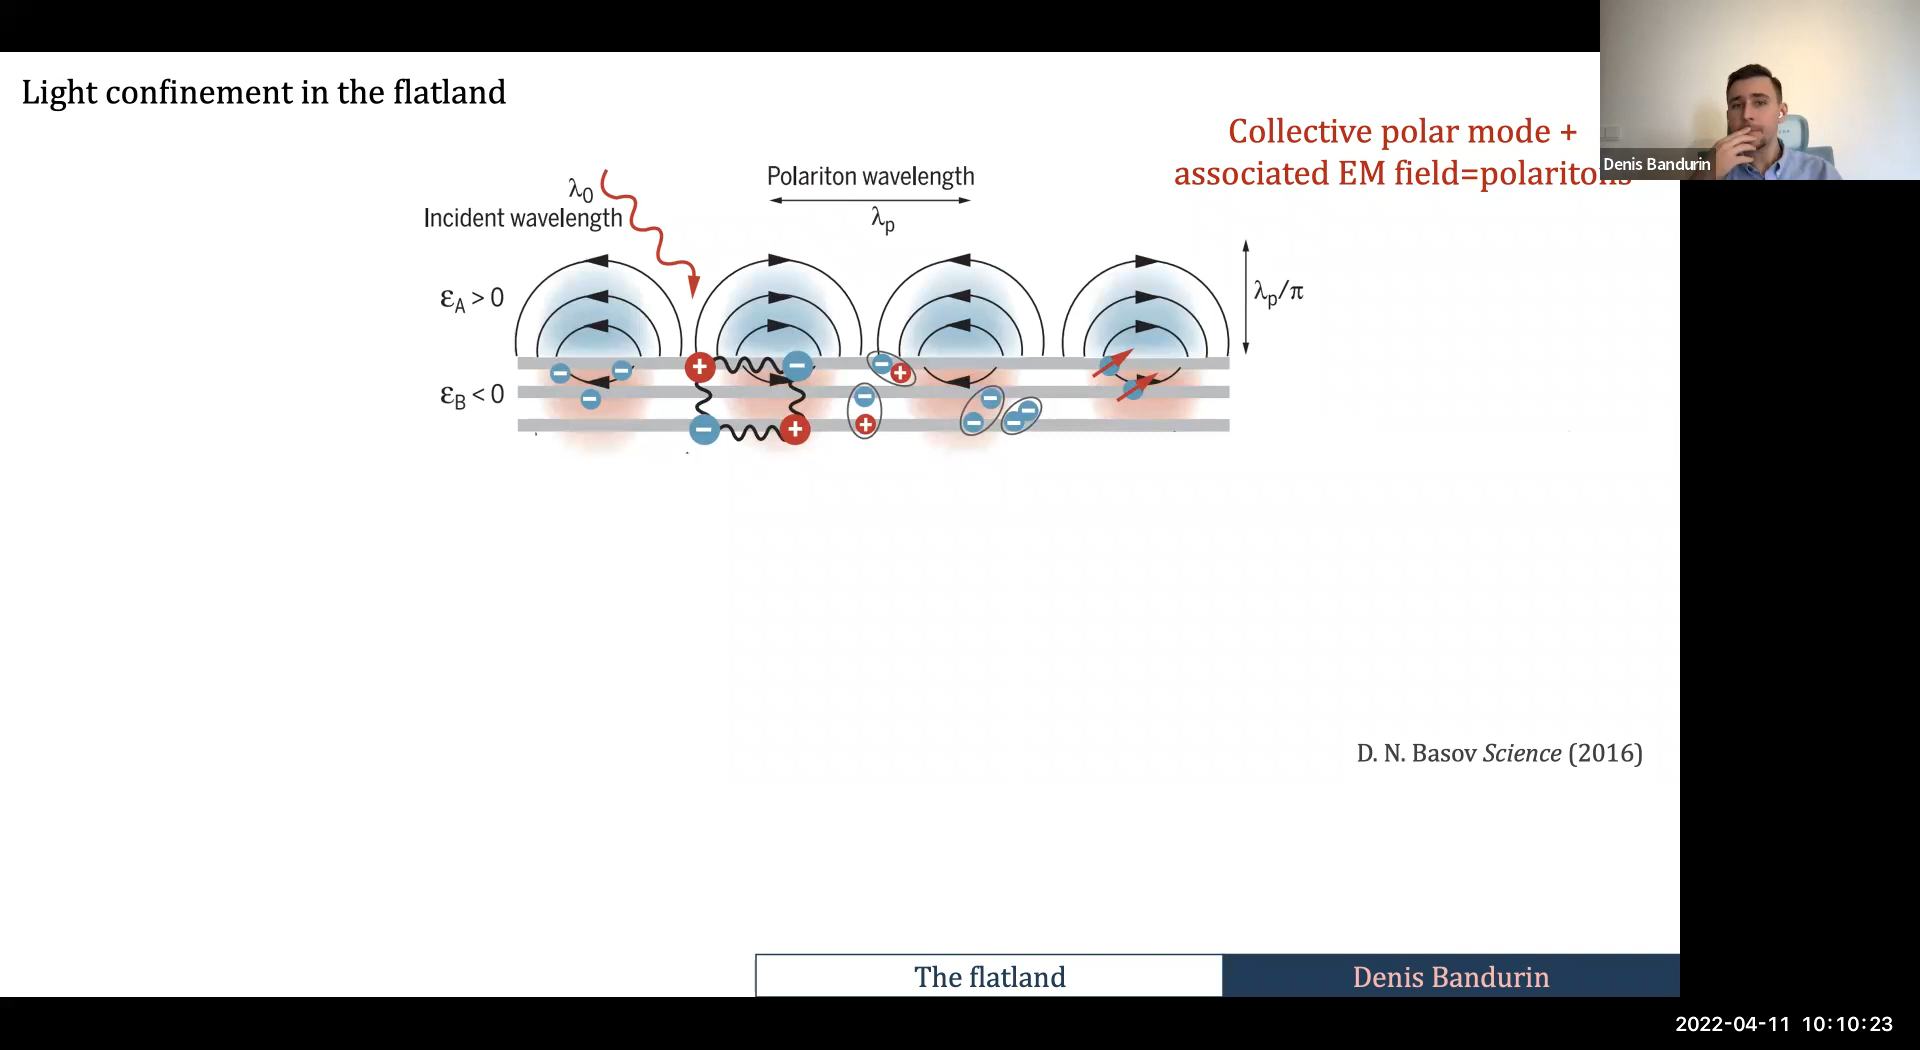 Light confinement in the flatland
Collective polar mode +
associated EM field=polaritons
Denis Bandurin
Polariton wavelength
λp
λ0
Incident wavelength
εA > 0
λp/π
εB < 0
D. N. Basov Science (2016)
The flatland
Denis Bandurin
2022-04-11 10:10:23